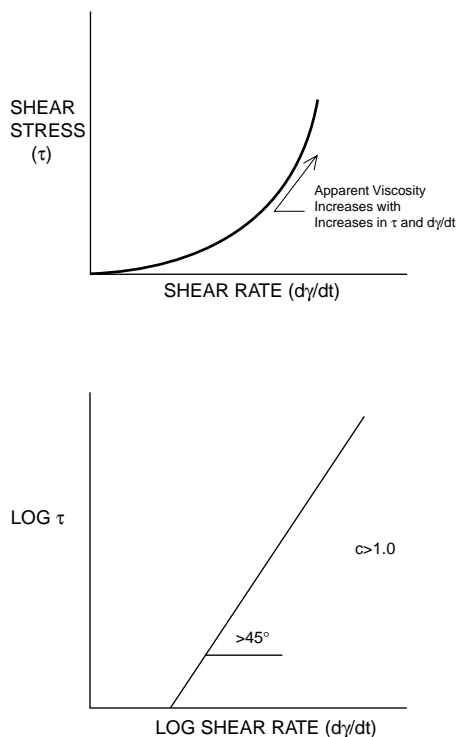 SHEAR
STRESS
(τ)
Apparent Viscosity
Increases with
Increases in τ and dγ/dt
SHEAR RATE (dγ/dt)
LOG τ
c>1.0
>45°
LOG SHEAR RATE (dγ/dt)